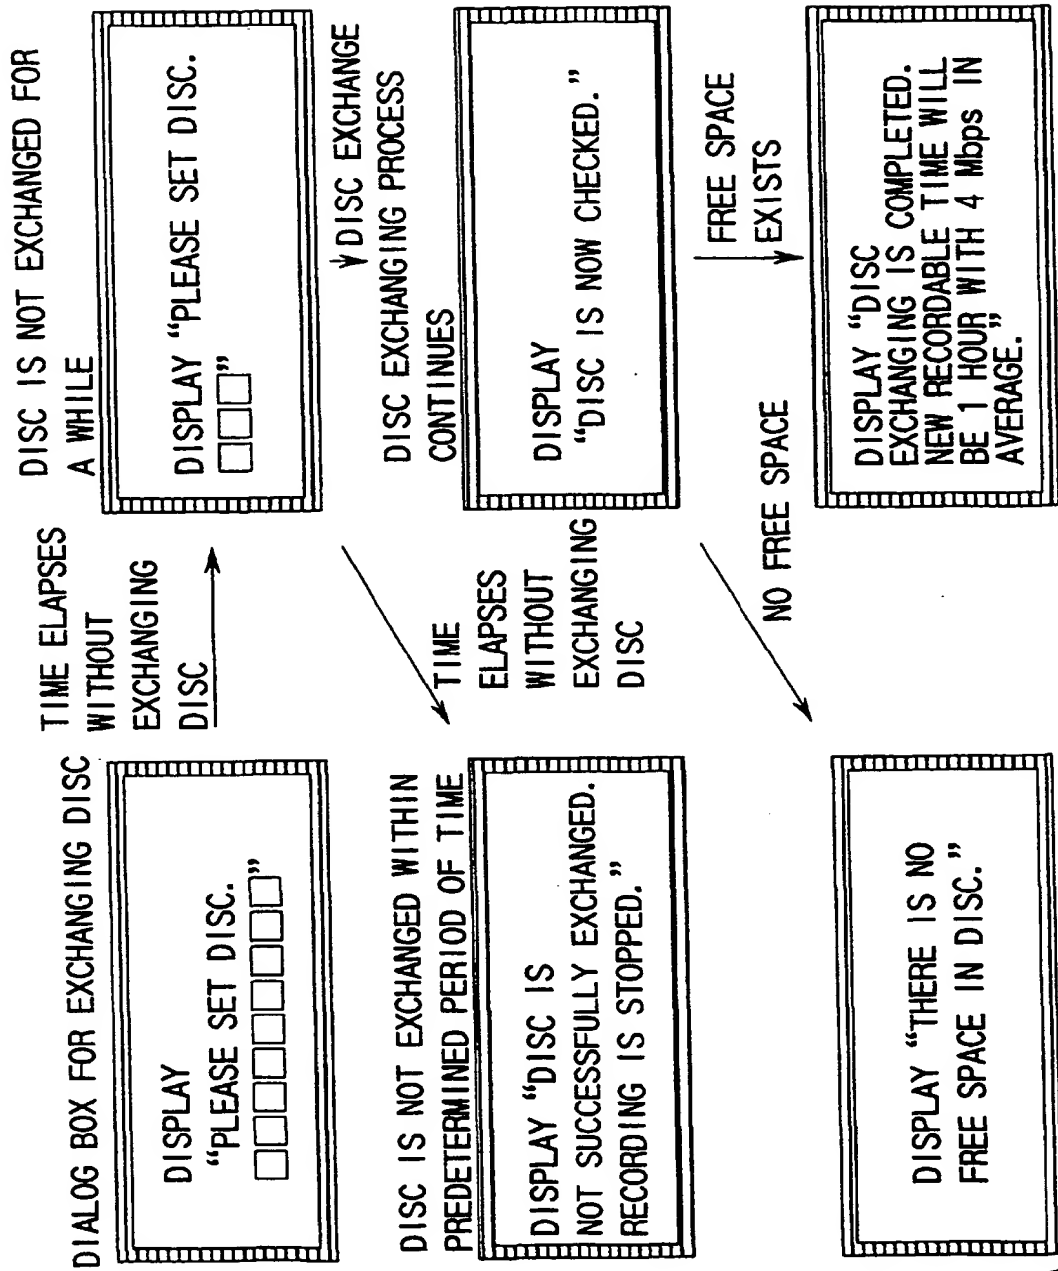 DIALOG BOX FOR EXCHANGING DISC
DISPLAY
“PLEASE SET DISC.
□□□□□□□□”
TIME ELAPSES
WITHOUT
EXCHANGING
DISC
DISC IS NOT EXCHANGED FOR
A WHILE
DISPLAY “PLEASE SET DISC.
□□□”
DISC IS NOT EXCHANGED WITHIN
PREDETERMINED PERIOD OF TIME
DISPLAY “DISC IS
NOT SUCCESSFULLY EXCHANGED.
RECORDING IS STOPPED.”
TIME
ELAPSES
WITHOUT
EXCHANGING
DISC
DISC EXCHANGE
DISC EXCHANGING PROCESS
CONTINUES
DISPLAY
“DISC IS NOW CHECKED.”
DISPLAY “THERE IS NO
FREE SPACE IN DISC.”
NO FREE SPACE
FREE SPACE
EXISTS
DISPLAY “DISC
EXCHANGING IS COMPLETED.
NEW RECORDABLE TIME WILL
BE 1 HOUR WITH 4 Mbps IN
AVERAGE.”